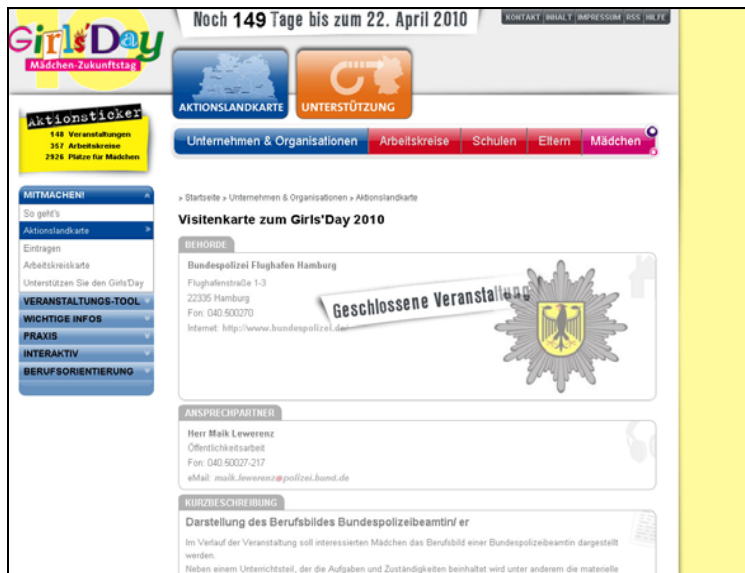 Noch 149 Tage bis zum 22. April 2010
KONTAKT | INHALT | IMPRESSUM | RSS | HILFE
10
Girls'Day
Mädchen-Zukunftstag
AKTIONSLANDKARTE
UNTERSTÜTZUNG
Aktionsticker
148 Veranstaltungen
357 Arbeitskreise
2926 Plätze für Mädchen
Unternehmen & Organisationen
Arbeitskreise
Schulen
Eltern
Mädchen
MITMACHEN!
So geht's
Aktionslandkarte »
Eintragen
Arbeitskreiskarte
Unterstützen Sie den Girls'Day
VERANSTALTUNGS-TOOL
WICHTIGE INFOS
PRAXIS
INTERAKTIV
BERUFSORIENTIERUNG
» Startseite » Unternehmen & Organisationen » Aktionslandkarte
Visitenkarte zum Girls'Day 2010
BEHÖRDE
Bundespolizei Flughafen Hamburg
Flughafenstraße 1-3
22335 Hamburg
Fon: 040.500270
Internet: http://www.bundespolizei.de/
Geschlossene Veranstaltung
ANSPRECHPARTNER
Herr Maik Lewerenz
Öffentlichkeitsarbeit
Fon: 040.50027-217
eMail: maik.lewerenz@polizei.bund.de
KURZBESCHREIBUNG
Darstellung des Berufsbildes Bundespolizeibeamtin/ er
Im Verlauf der Veranstaltung soll interessierten Mädchen das Berufsbild einer Bundespolizeibeamtin dargestellt
werden.
Neben einem Unterrichtsteil, der die Aufgaben und Zuständigkeiten beinhaltet wird unter anderem die materielle